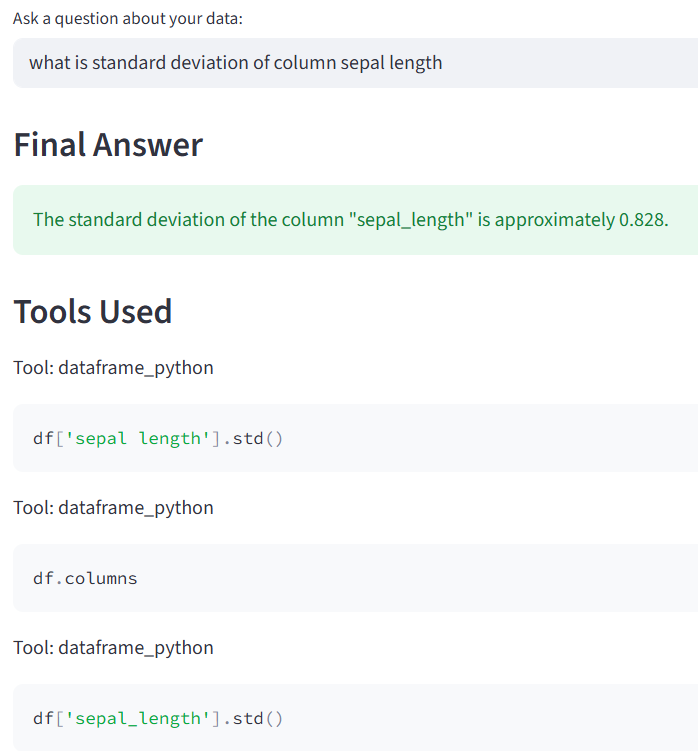 Ask a question about your data:
what is standard deviation of column sepal length
Final Answer
The standard deviation of the column "sepal_length" is approximately 0.828.
Tools Used
Tool: dataframe_python
df['sepal length'].std()
Tool: dataframe_python
df.columns
Tool: dataframe_python
df['sepal_length'].std()